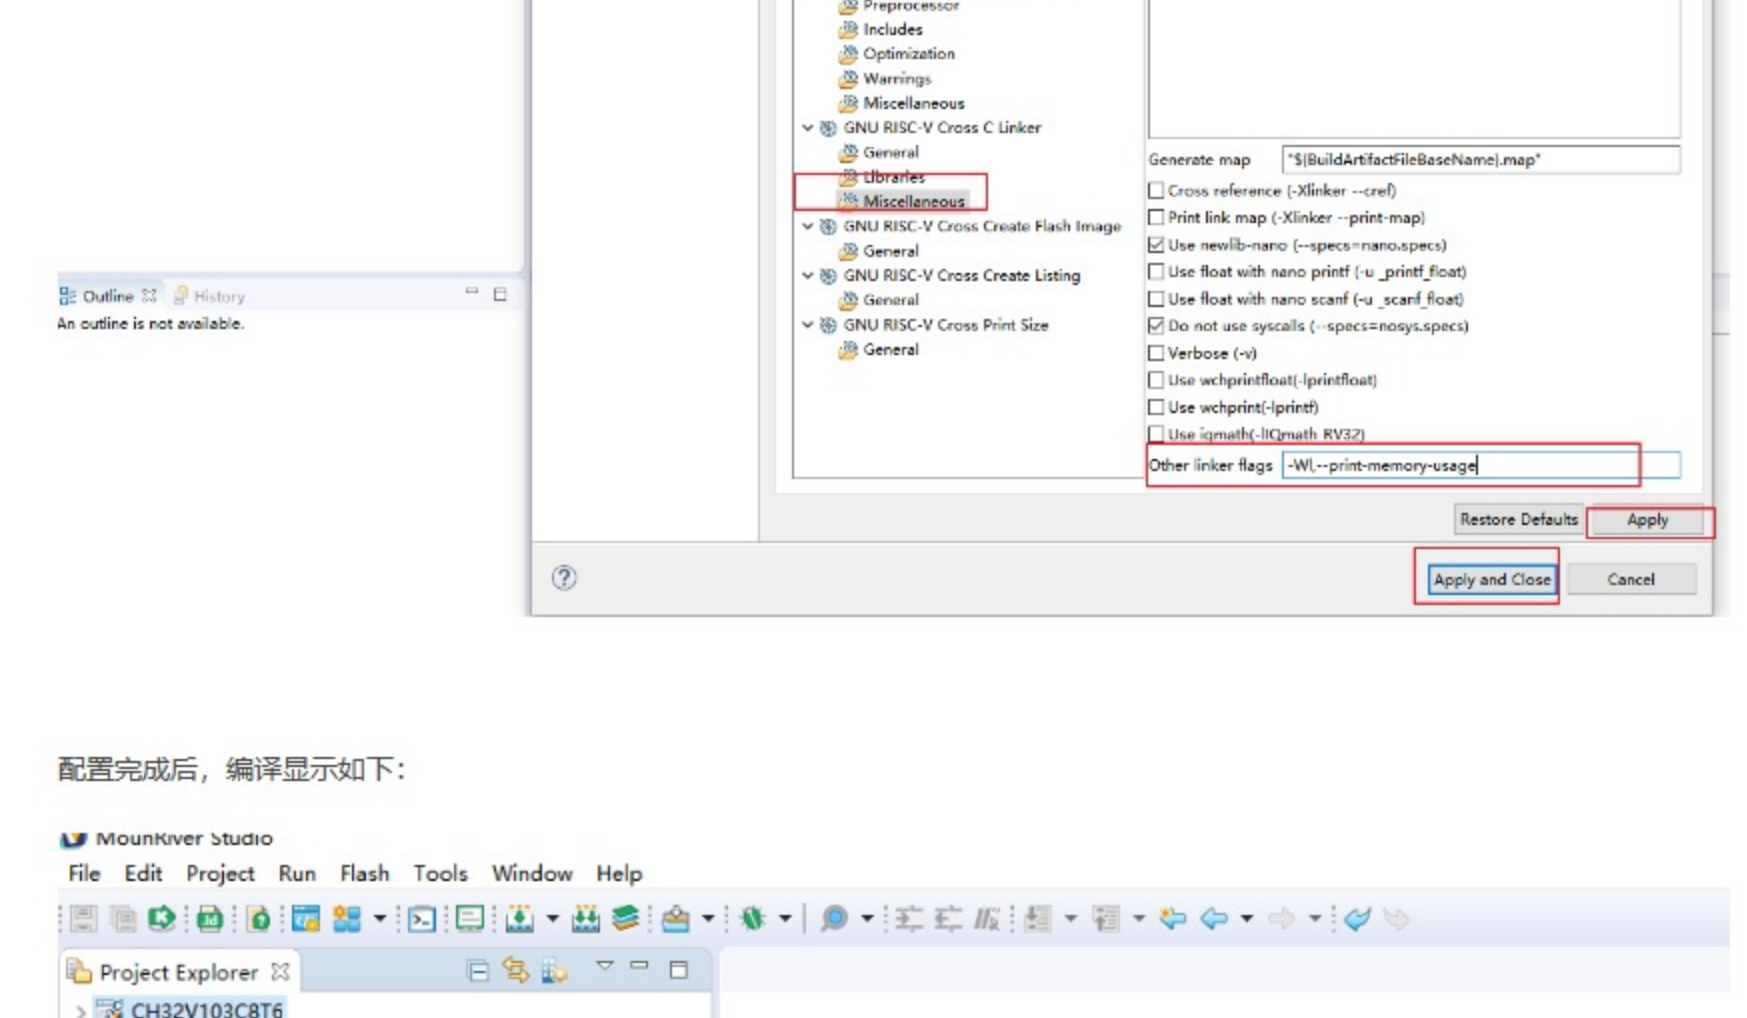 Preprocessor
Includes
Optimization
Warnings
Miscellaneous
GNU RISC-V Cross C Linker
General
Libraries
Miscellaneous
GNU RISC-V Cross Create Flash Image
General
GNU RISC-V Cross Create Listing
General
GNU RISC-V Cross Print Size
General
Generate map "${BuildArtifactFileBaseName}.map"
Cross reference (-Xlinker --cref)
Print link map (-Xlinker --print-map)
Use newlib-nano (--specs=nano.specs)
Use float with nano printf (-u _printf_float)
Use float with nano scanf (-u _scanf_float)
Do not use syscalls (--specs=nosys.specs)
Verbose (-v)
Use wchprintfloat(-lprintfloat)
Use wchprint(-lprintf)
Use iqmath(-lIQmath_RV32)
Other linker flags -Wl,--print-memory-usage
Restore Defaults Apply
Apply and Close Cancel
Outline History
An outline is not available.
配置完成后，编译显示如下：
MounRiver Studio
File Edit Project Run Flash Tools Window Help
Project Explorer
CH32V103C8T6